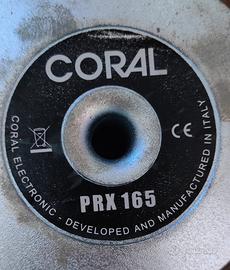 CORAL
CE
PRX 165
CORAL ELECTRONIC - DEVELOPED AND MANUFACTURED IN ITALY